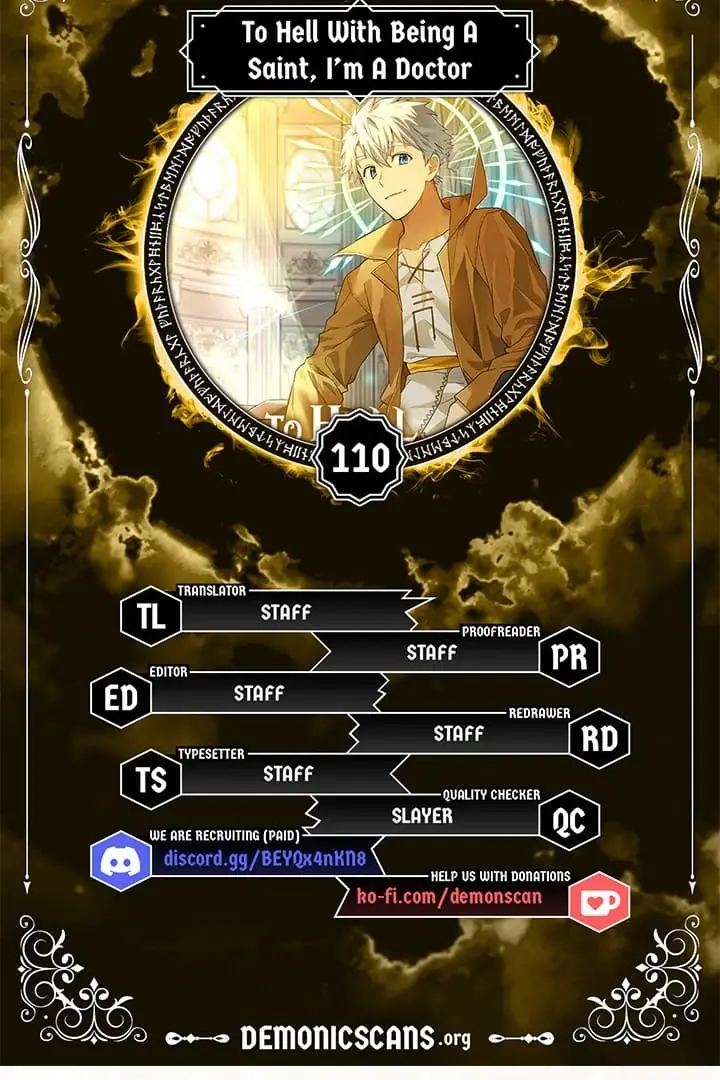 To Hell With Being A
Saint, I'm A Doctor
110
TRANSLATOR
TL STAFF
PROOFREADER
STAFF PR
EDITOR
ED STAFF
REDRAWER
STAFF RD
TYPESETTER
TS STAFF
QUALITY CHECKER
SLAYER QC
WE ARE RECRUITING (PAID)
discord.gg/BEYQx4nKN8
HELP US WITH DONATIONS
ko-fi.com/demonscan
DEMONICSCANS.org